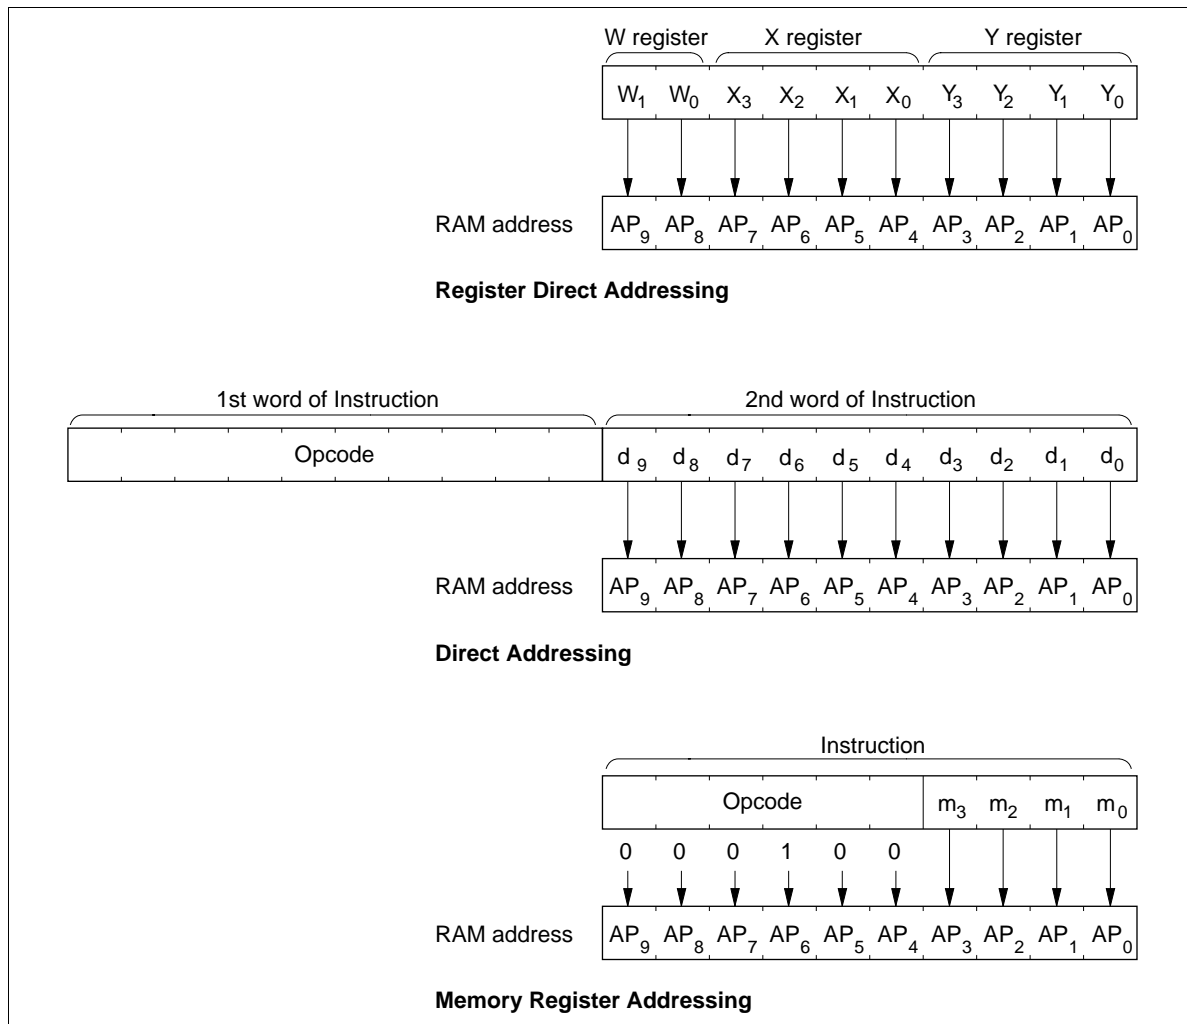 W register X register Y register
W1 W0 X3 X2 X1 X0 Y3 Y2 Y1 Y0
RAM address AP9 AP8 AP7 AP6 AP5 AP4 AP3 AP2 AP1 AP0
Register Direct Addressing
1st word of Instruction 2nd word of Instruction
Opcode d9 d8 d7 d6 d5 d4 d3 d2 d1 d0
RAM address AP9 AP8 AP7 AP6 AP5 AP4 AP3 AP2 AP1 AP0
Direct Addressing
Instruction
Opcode m3 m2 m1 m0
0 0 0 1 0 0
RAM address AP9 AP8 AP7 AP6 AP5 AP4 AP3 AP2 AP1 AP0
Memory Register Addressing